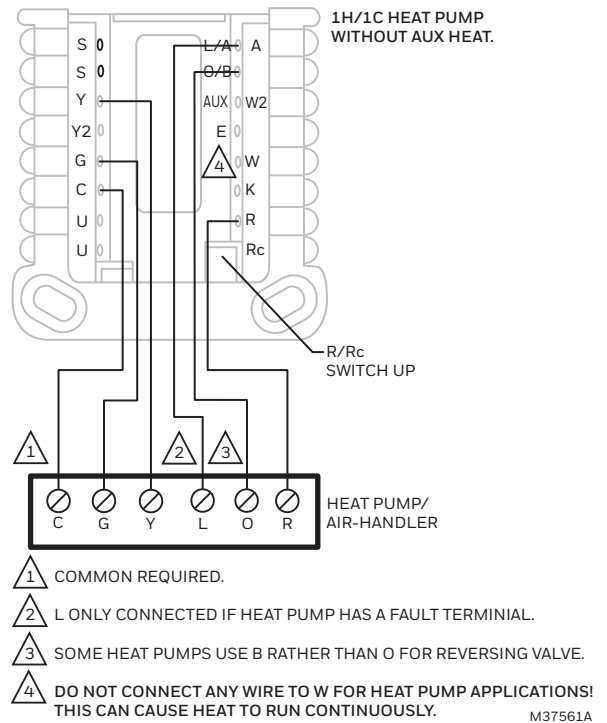 1H/1C HEAT PUMP
WITHOUT AUX HEAT.
S
S
Y
Y2
G
C
U
U
L/A A
O/B
AUX W2
E
4 W
K
R
Rc
R/Rc
SWITCH UP
1
2
3
C G Y L O R
HEAT PUMP/
AIR-HANDLER
1 COMMON REQUIRED.
2 L ONLY CONNECTED IF HEAT PUMP HAS A FAULT TERMINIAL.
3 SOME HEAT PUMPS USE B RATHER THAN O FOR REVERSING VALVE.
4 DO NOT CONNECT ANY WIRE TO W FOR HEAT PUMP APPLICATIONS!
THIS CAN CAUSE HEAT TO RUN CONTINUOUSLY.
M37561A